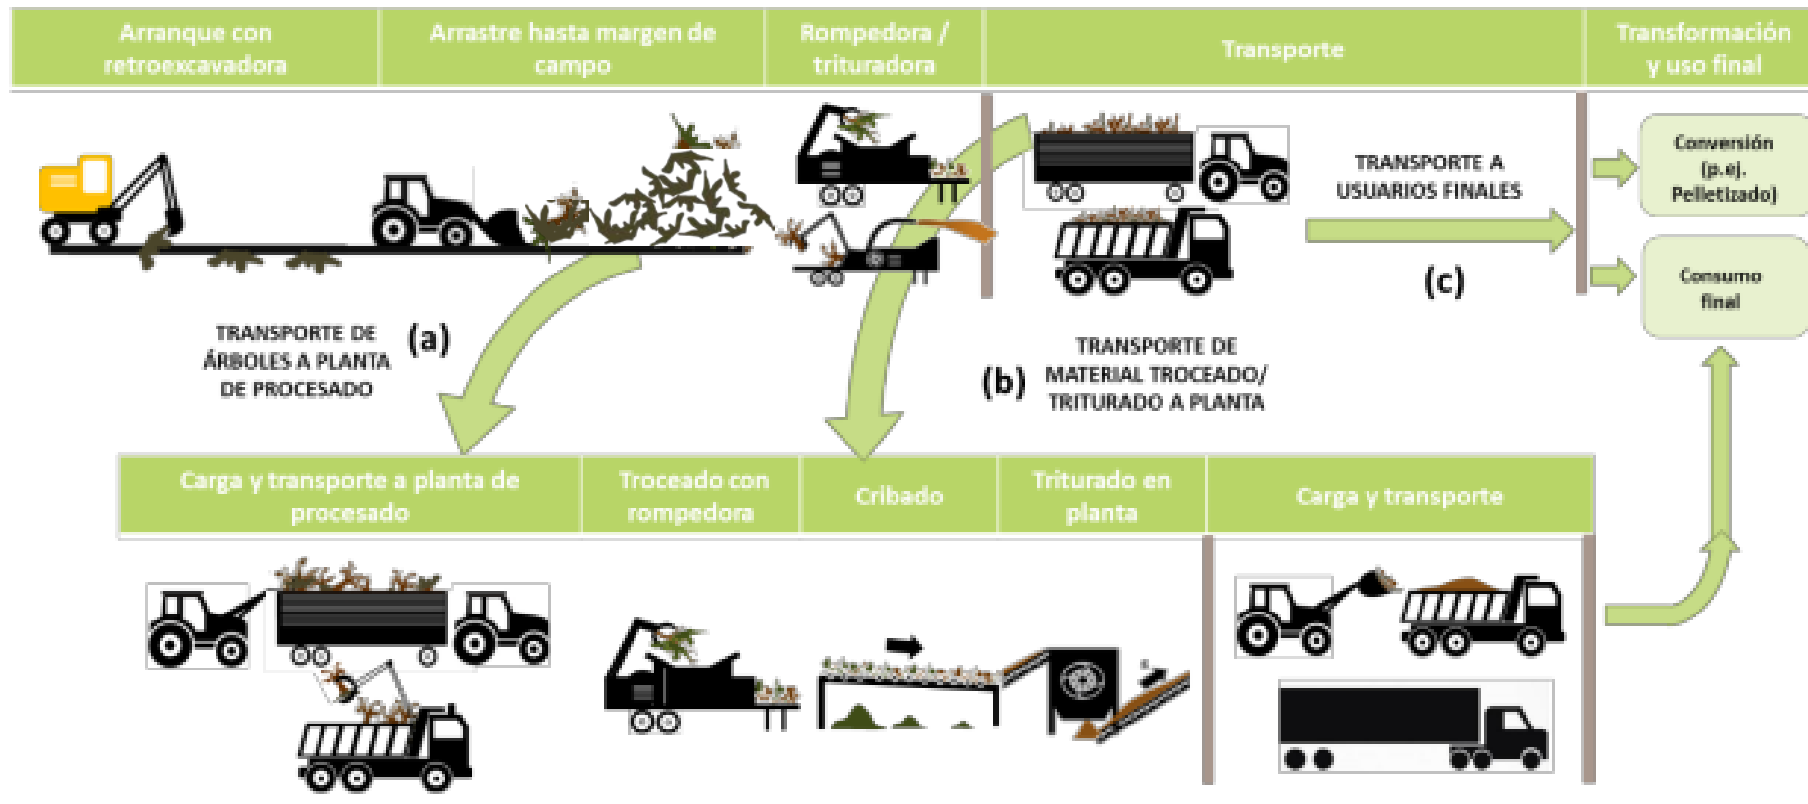 Arranque con
retroexcavadora
Arrastre hasta margen de
campo
Rompedora /
trituradora
Transporte
Transformación
y uso final
TRANSPORTE A
USUARIOS FINALES
(c)
Conversión
(p.ej.
Pelletizado)
Consumo
final
TRANSPORTE DE
ÁRBOLES A PLANTA
DE PROCESADO
(a)
(b)
TRANSPORTE DE
MATERIAL TROCEADO/
TRITURADO A PLANTA
Carga y transporte a planta de
procesado
Troceado con
rompedora
Cribado
Triturado en
planta
Carga y transporte